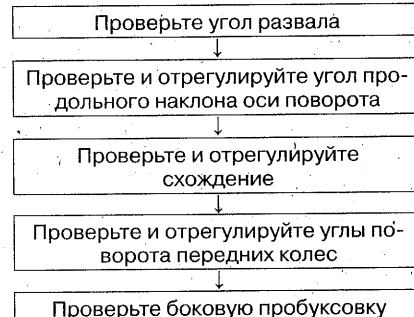 Проверьте угол развала
Проверьте и отрегулируйте угол про-
дольного наклона оси поворота
Проверьте и отрегулируйте
схождение
Проверьте и отрегулируйте углы по-
ворота передних колес
Проверьте боковую пробуксовку